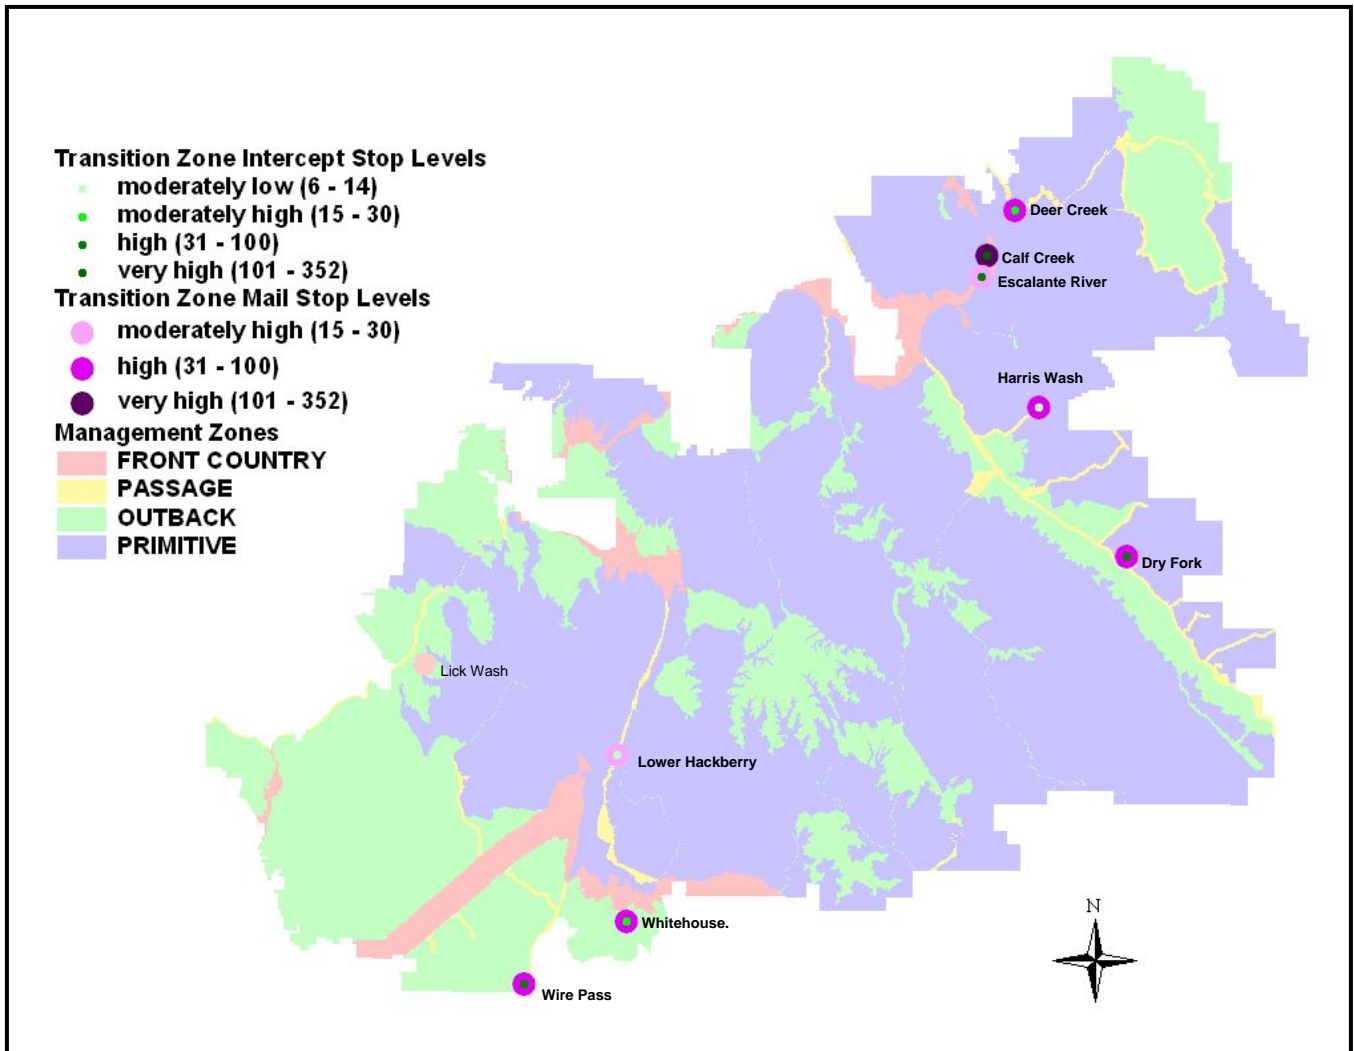 Transition Zone Intercept Stop Levels
moderately low (6 - 14)
moderately high (15 - 30)
high (31 - 100)
very high (101 - 352)
Transition Zone Mail Stop Levels
moderately high (15 - 30)
high (31 - 100)
very high (101 - 352)
Management Zones
FRONT COUNTRY
PASSAGE
OUTBACK
PRIMITIVE
Deer Creek
Calf Creek
Escalante River
Harris Wash
Dry Fork
Lick Wash
Lower Hackberry
Whitehouse.
Wire Pass
N